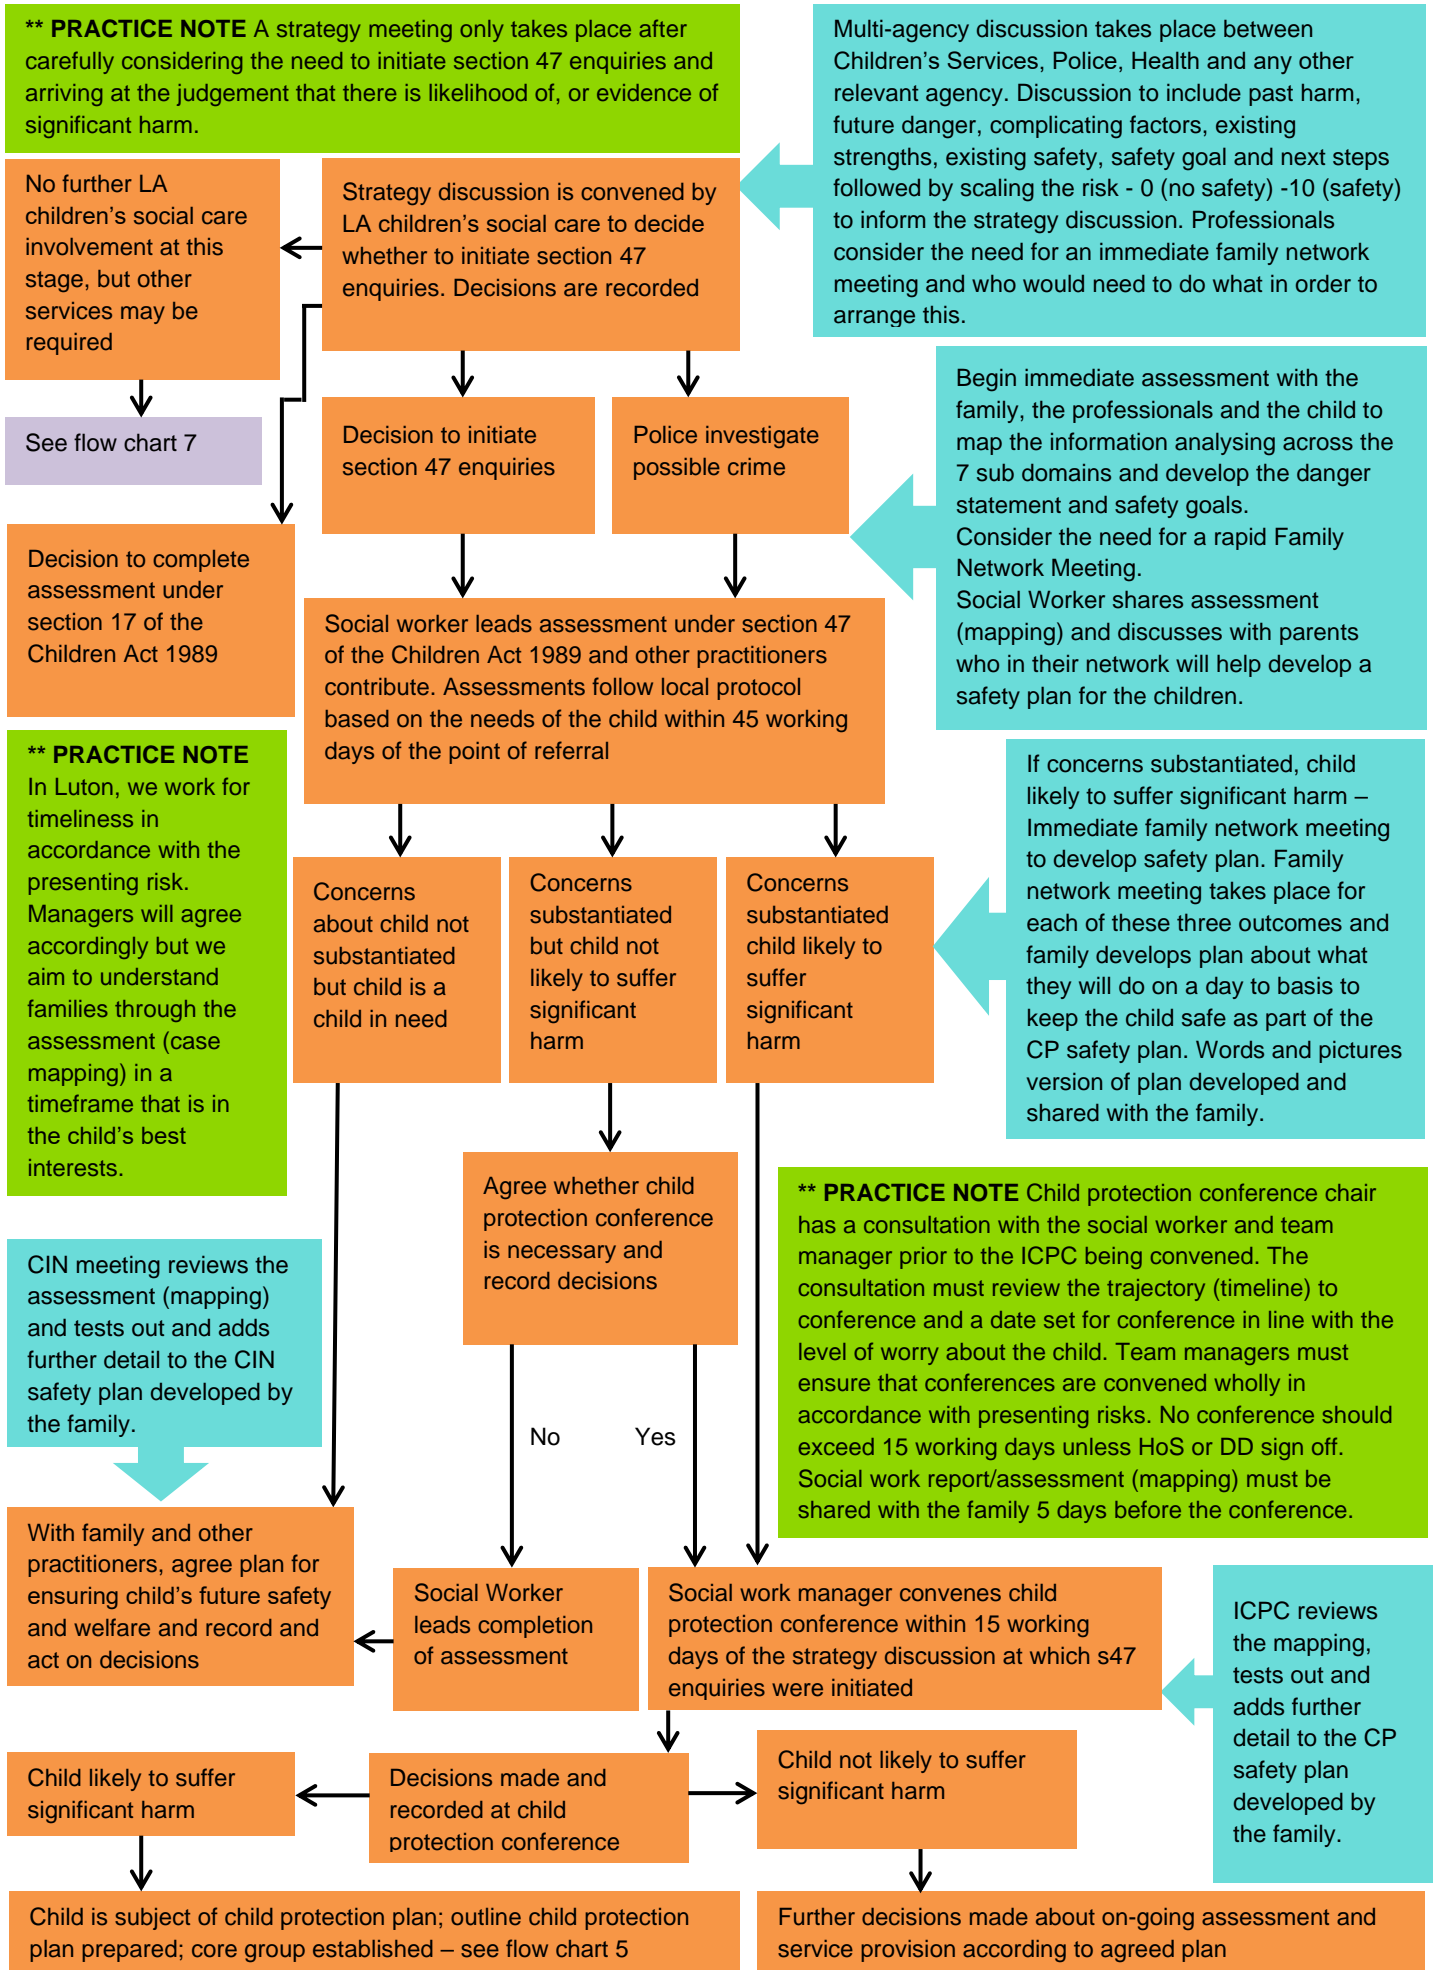 ** PRACTICE NOTE A strategy meeting only takes place after
carefully considering the need to initiate section 47 enquiries and
arriving at the judgement that there is likelihood of, or evidence of
significant harm.
Multi-agency discussion takes place between
Children’s Services, Police, Health and any other
relevant agency. Discussion to include past harm,
future danger, complicating factors, existing
strengths, existing safety, safety goal and next steps
followed by scaling the risk - 0 (no safety) -10 (safety)
to inform the strategy discussion. Professionals
consider the need for an immediate family network
meeting and who would need to do what in order to
arrange this.
No further LA
children’s social care
involvement at this
stage, but other
services may be
required
Strategy discussion is convened by
LA children’s social care to decide
whether to initiate section 47
enquiries. Decisions are recorded
See flow chart 7
Decision to initiate
section 47 enquiries
Police investigate
possible crime
Begin immediate assessment with the
family, the professionals and the child to
map the information analysing across the
7 sub domains and develop the danger
statement and safety goals.
Consider the need for a rapid Family
Network Meeting.
Social Worker shares assessment
(mapping) and discusses with parents
who in their network will help develop a
safety plan for the children.
Decision to complete
assessment under
section 17 of the
Children Act 1989
Social worker leads assessment under section 47
of the Children Act 1989 and other practitioners
contribute. Assessments follow local protocol
based on the needs of the child within 45 working
days of the point of referral
** PRACTICE NOTE
In Luton, we work for
timeliness in
accordance with the
presenting risk.
Managers will agree
accordingly but we
aim to understand
families through the
assessment (case
mapping) in a
timeframe that is in
the child’s best
interests.
Concerns
about child not
substantiated
but child is a
child in need
Concerns
substantiated
but child not
likely to suffer
significant
harm
Concerns
substantiated
child likely to
suffer
significant
harm
If concerns substantiated, child
likely to suffer significant harm –
Immediate family network meeting
to develop safety plan. Family
network meeting takes place for
each of these three outcomes and
family develops plan about what
they will do on a day to basis to
keep the child safe as part of the
CP safety plan. Words and pictures
version of plan developed and
shared with the family.
Agree whether child
protection conference
is necessary and
record decisions
** PRACTICE NOTE Child protection conference chair
has a consultation with the social worker and team
manager prior to the ICPC being convened. The
consultation must review the trajectory (timeline) to
conference and a date set for conference in line with the
level of worry about the child. Team managers must
ensure that conferences are convened wholly in
accordance with presenting risks. No conference should
exceed 15 working days unless HoS or DD sign off.
Social work report/assessment (mapping) must be
shared with the family 5 days before the conference.
CIN meeting reviews the
assessment (mapping)
and tests out and adds
further detail to the CIN
safety plan developed by
the family.
No
Yes
With family and other
practitioners, agree plan for
ensuring child’s future safety
and welfare and record and
act on decisions
Social Worker
leads completion
of assessment
Social work manager convenes child
protection conference within 15 working
days of the strategy discussion at which s47
enquiries were initiated
ICPC reviews
the mapping,
tests out and
adds further
detail to the CP
safety plan
developed by
the family.
Child likely to suffer
significant harm
Decisions made and
recorded at child
protection conference
Child not likely to suffer
significant harm
Child is subject of child protection plan; outline child protection
plan prepared; core group established – see flow chart 5
Further decisions made about on-going assessment and
service provision according to agreed plan